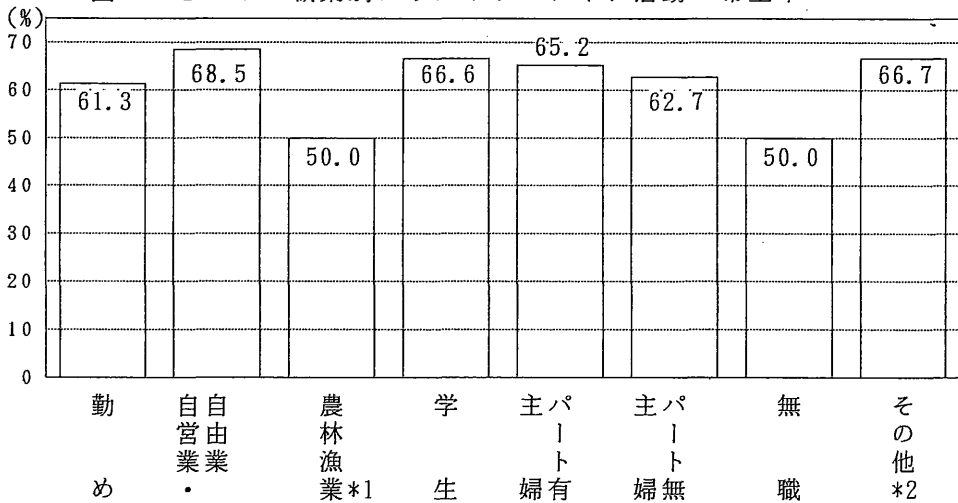 (%)
70
60
50
40
30
20
10
0
61.3
68.5
50.0
66.6
65.2
62.7
50.0
66.7
勤め
自営業・
自由業
農林漁業*1
学生
主婦
パート有
主婦
パート無
無職
その他*2